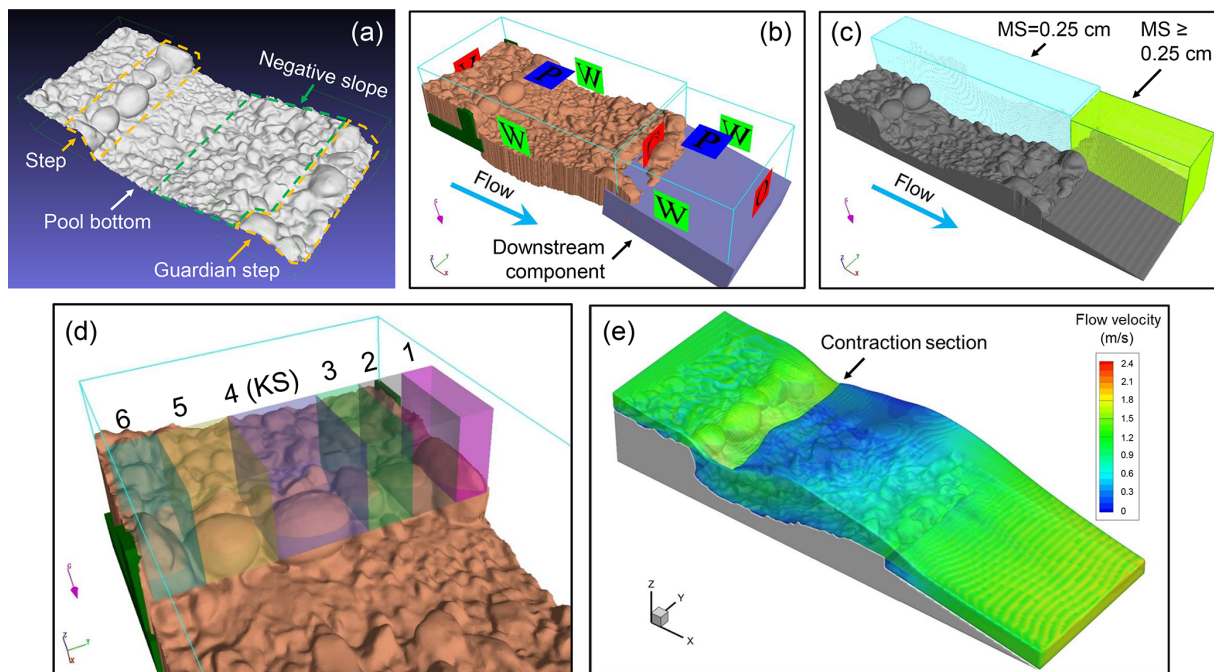 (a)
Negative slope
Step
Pool bottom
Guardian step
(b)
P
W
W
P
W
W
O
Flow
Downstream
component
(c)
MS=0.25 cm
MS ≥
0.25 cm
Flow
(d)
1
2
3
4 (KS)
5
6
(e)
Contraction section
Flow velocity
(m/s)
2.4
2.1
1.8
1.5
1.2
0.9
0.6
0.3
0
Z
Y
X